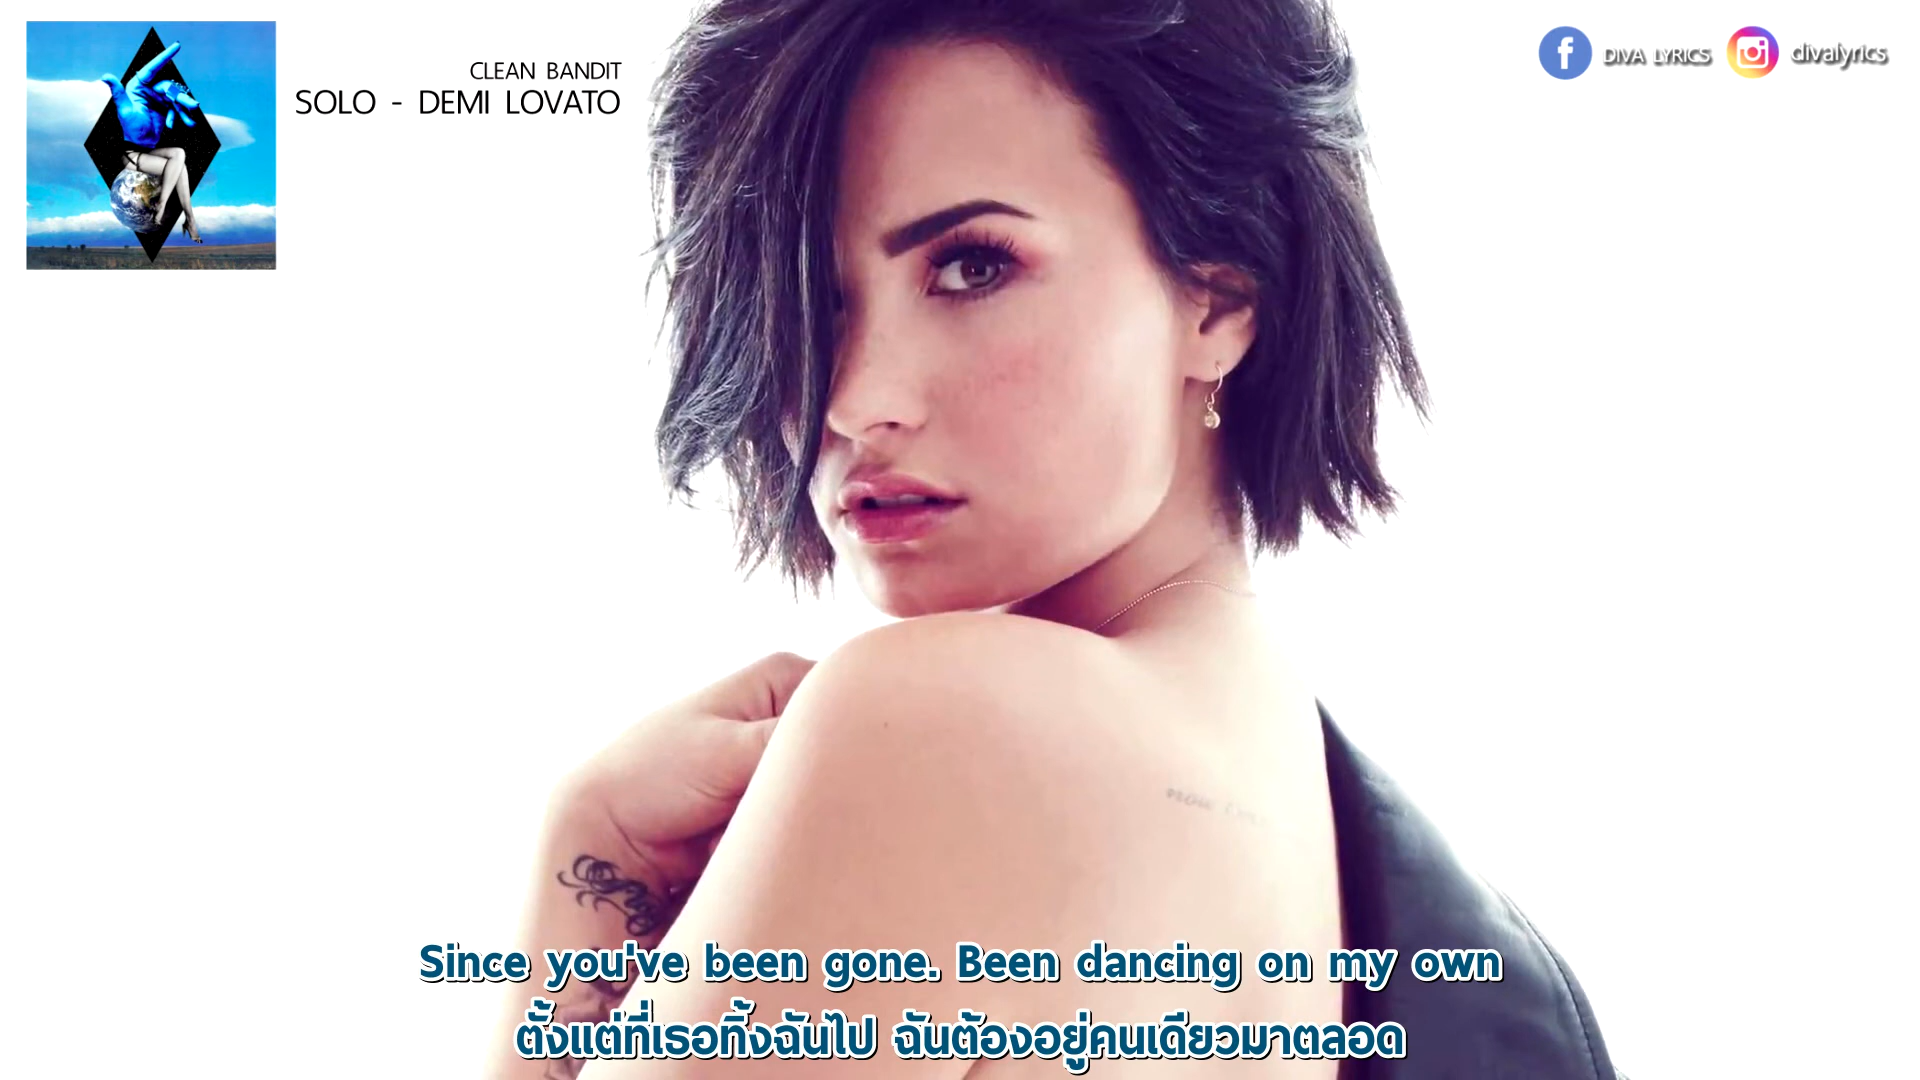 CLEAN BANDIT
SOLO - DEMI LOVATO
DIVA LYRICS
divalyrics
Since you've been gone. Been dancing on my own
ตั้งแต่ที่เธอทิ้งฉันไป ฉันต้องอยู่คนเดียวมาตลอด